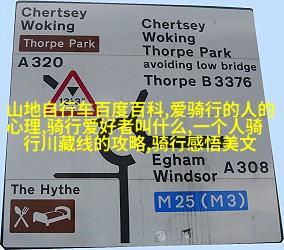 Chertsey
Woking
Thorpe Park
A320
Chertsey
Woking
Thorpe Park
avoiding low bridge
Thorpe B3376
山地自行车百度百科,爱骑行的人的
心理,骑行爱好者叫什么,一个人骑
行川藏线的攻略,骑行感悟美文
Egham
Windsor
A308
The Hythe
M25 (M3)